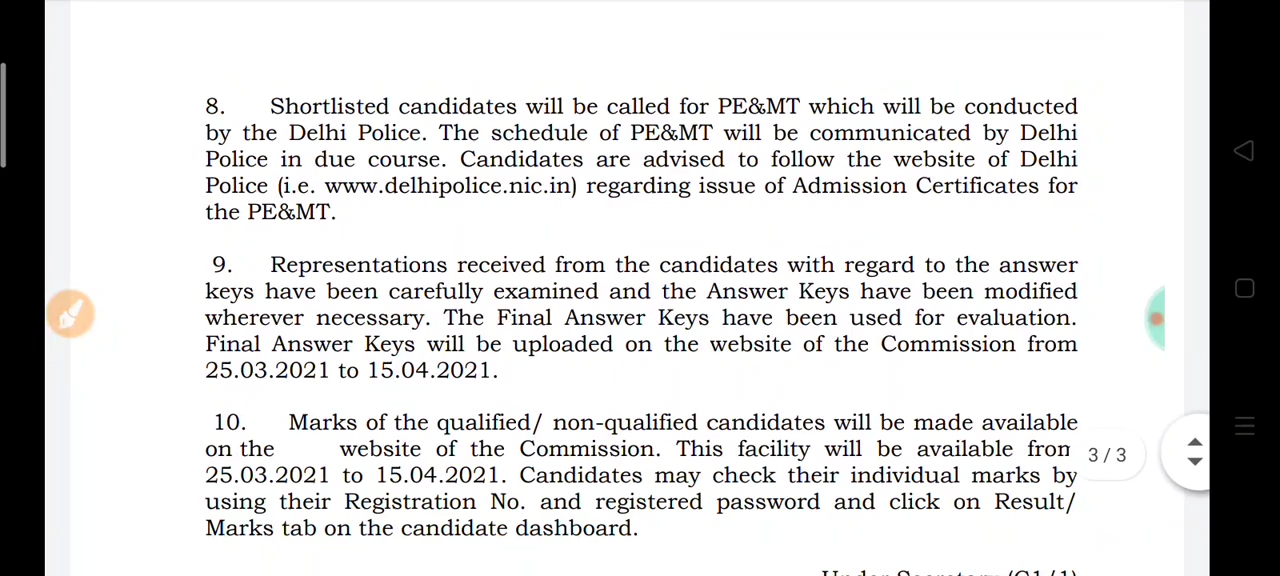 8. Shortlisted candidates will be called for PE&MT which will be conducted
by the Delhi Police. The schedule of PE&MT will be communicated by Delhi
Police in due course. Candidates are advised to follow the website of Delhi
Police (i.e. www.delhipolice.nic.in) regarding issue of Admission Certificates for
the PE&MT.
9. Representations received from the candidates with regard to the answer
keys have been carefully examined and the Answer Keys have been modified
wherever necessary. The Final Answer Keys have been used for evaluation.
Final Answer Keys will be uploaded on the website of the Commission from
25.03.2021 to 15.04.2021.
10. Marks of the qualified/ non-qualified candidates will be made available
on the website of the Commission. This facility will be available from
25.03.2021 to 15.04.2021. Candidates may check their individual marks by
using their Registration No. and registered password and click on Result/
Marks tab on the candidate dashboard.
Under Secretary (C1/1)
3 / 3